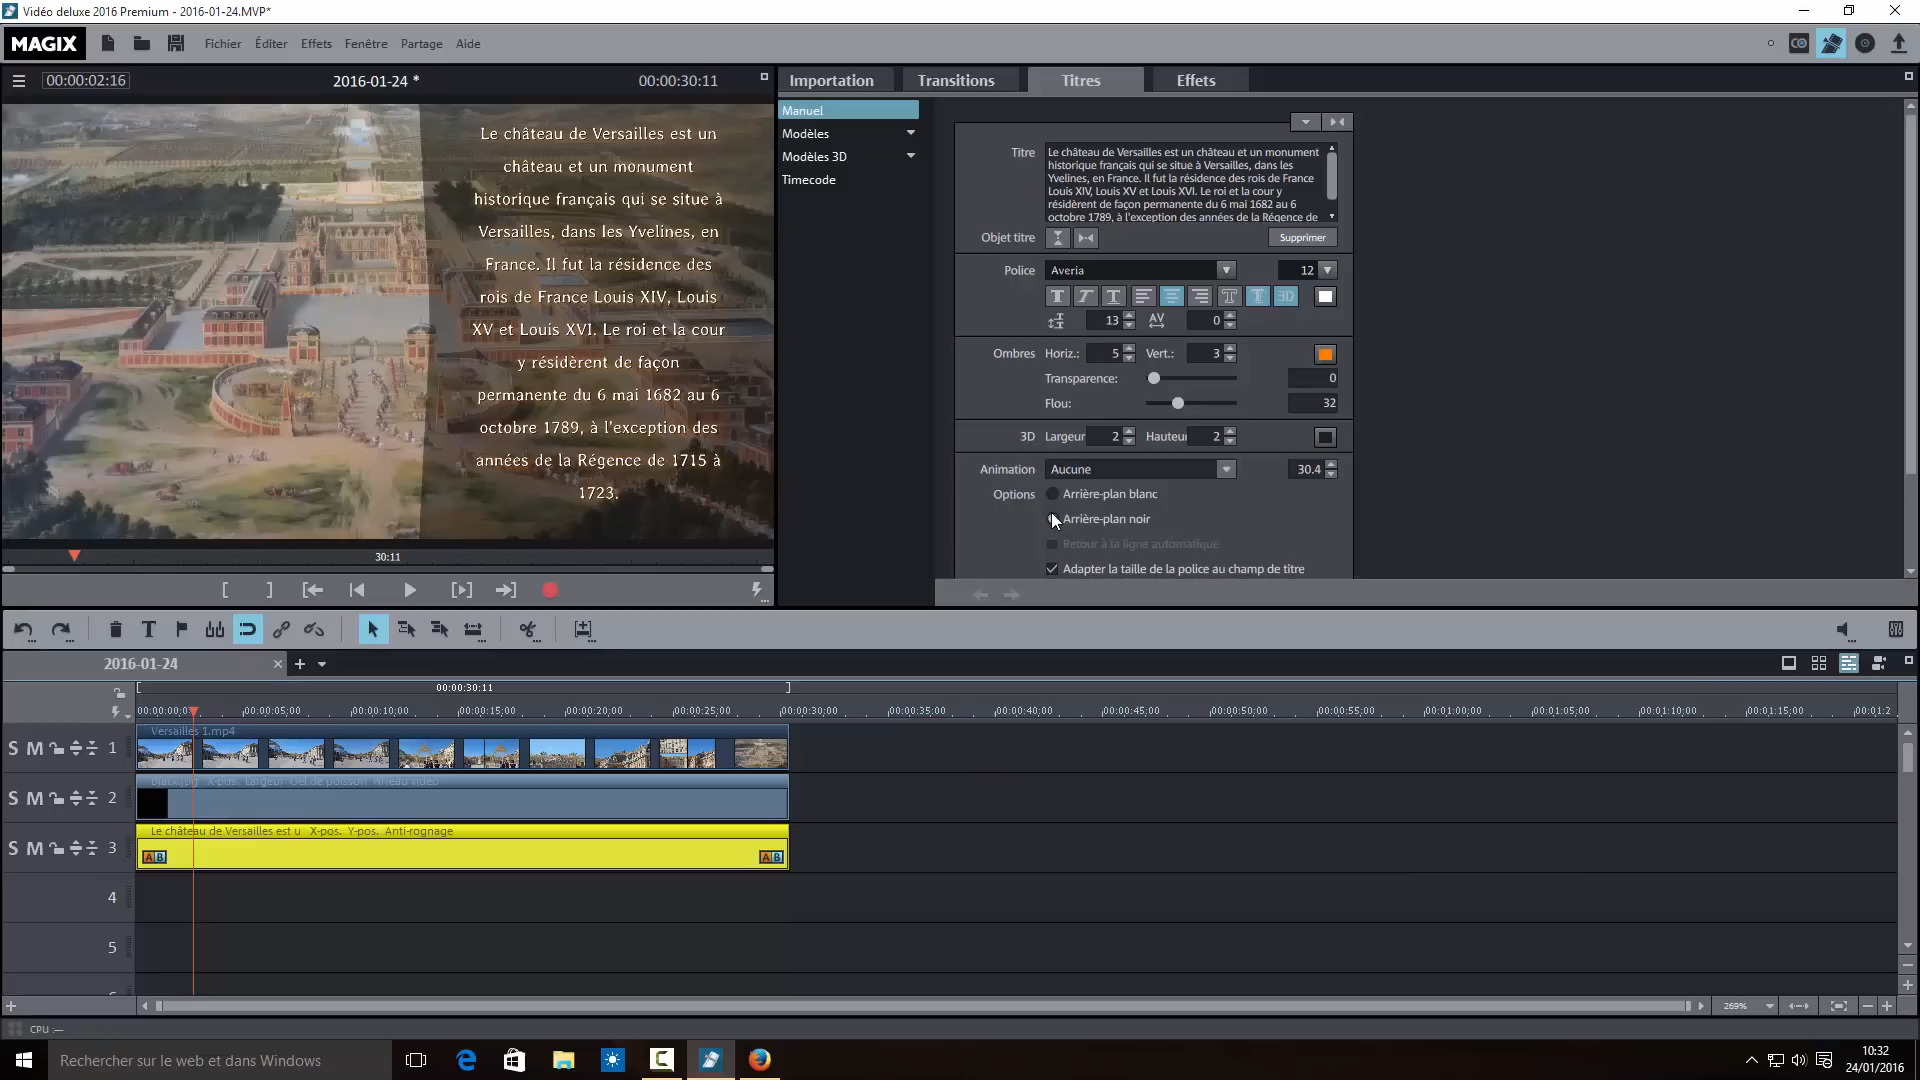 Vidéo deluxe 2016 Premium - 2016-01-24.MVP*
MAGIX
Fichier
Éditer
Effets
Fenêtre
Partage
Aide
00:00:02:16
2016-01-24 *
00:00:30:11
Importation
Transitions
Titres
Effets
Manuel
Modèles
Modèles 3D
Timecode
Le château de Versailles est un
château et un monument
historique français qui se situe à
Versailles, dans les Yvelines, en
France. Il fut la résidence des
rois de France Louis XIV, Louis
XV et Louis XVI. Le roi et la cour
y résidèrent de façon
permanente du 6 mai 1682 au 6
octobre 1789, à l'exception des
années de la Régence de 1715 à
1723.
30:11
Titre
Le château de Versailles est un château et un monument
historique français qui se situe à Versailles, dans les
Yvelines, en France. Il fut la résidence des rois de France
Louis XIV, Louis XV et Louis XVI. Le roi et la cour y
résidèrent de façon permanente du 6 mai 1682 au 6
octobre 1789, à l'exception des années de la Régence de
Objet titre
Supprimer
Police
Averia
12
T T T T T 3D
13
AV
0
Ombres
Horiz.:
5
Vert.:
3
Transparence:
0
Flou:
32
3D
Largeur
2
Hauteur
2
Animation
Aucune
30.4
Options
Arrière-plan blanc
Arrière-plan noir
Retour à la ligne automatique
Adapter la taille de la police au champ de titre
2016-01-24
00:00:30:11
00:00:05;00
00:00:10;00
00:00:15;00
00:00:20;00
00:00:25;00
00:00:30;00
00:00:35;00
00:00:40;00
00:00:45;00
00:00:50;00
00:00:55;00
00:01:00;00
00:01:05;00
00:01:10;00
00:01:15;00
00:01:2
S M 1
Versailles 1.mp4
S M 2
black.jpg X-pos. Largeur Oeil de poisson Niveau vidéo
S M 3
Le château de Versailles est u X-pos. Y-pos. Anti-rognage
AB
AB
4
5
269%
CPU :—
Rechercher sur le web et dans Windows
10:32
24/01/2016